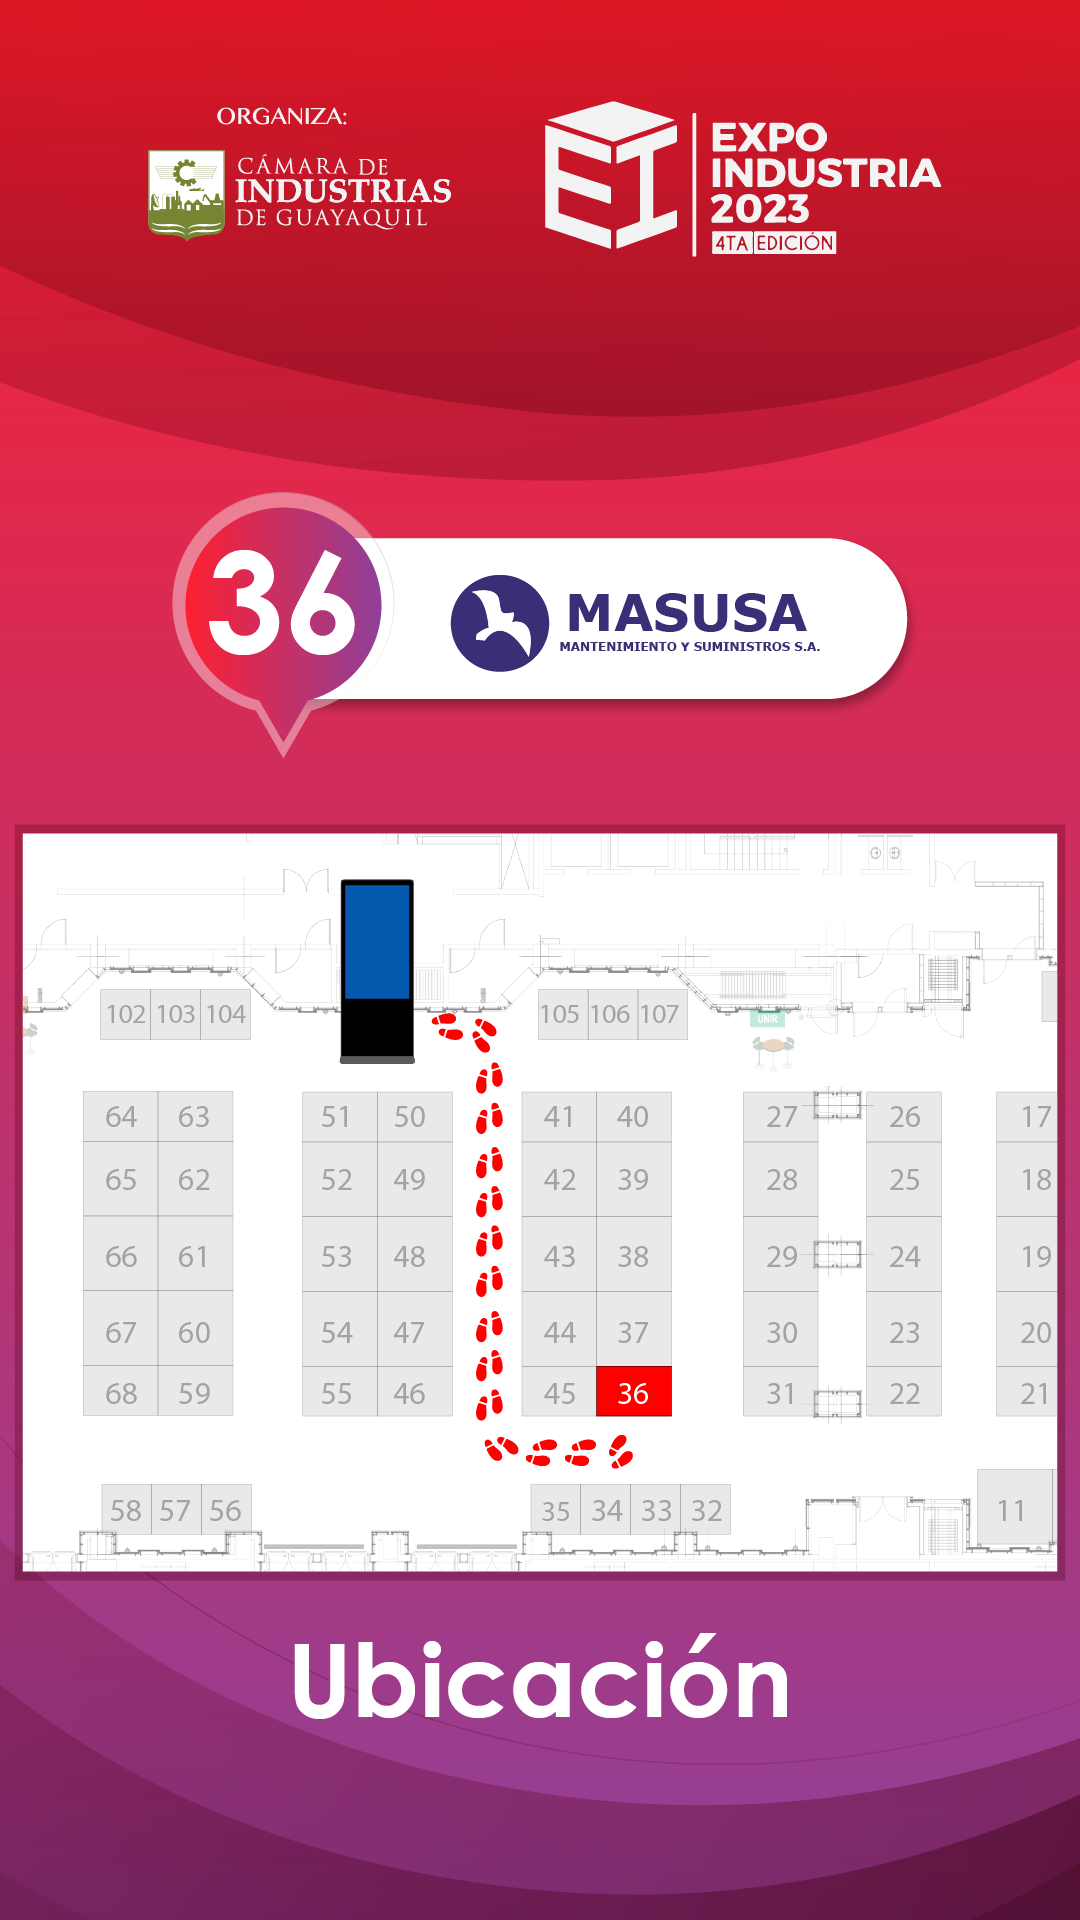 ORGANIZA:
CÁMARA DE
INDUSTRIAS
DE GUAYAQUIL
EXPO
INDUSTRIA
2023
4TA EDICIÓN
36
MASUSA
MANTENIMIENTO Y SUMINISTROS S.A.
102 103 104
105 106 107
UNIR
64 63 51 50 41 40 27 26 17
65 62 52 49 42 39 28 25 18
66 61 53 48 43 38 29 24 19
67 60 54 47 44 37 30 23 20
68 59 55 46 45 36 31 22 21
58 57 56 35 34 33 32 11
Ubicación